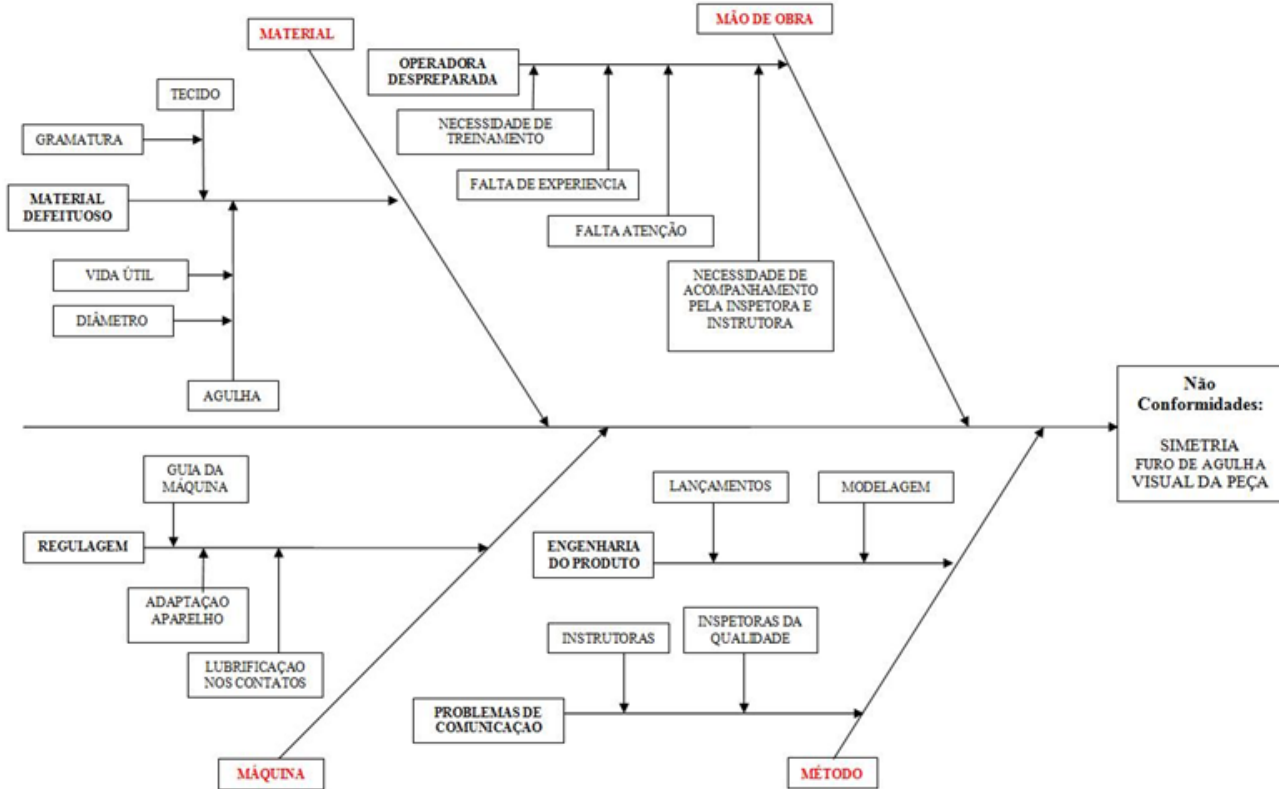 MATERIAL
MÃO DE OBRA
OPERADORA
DESPREPARADA
TECIDO
NECESSIDADE DE
TREINAMENTO
GRAMATURA
FALTA DE EXPERIENCIA
MATERIAL
DEFEITUOSO
FALTA ATENÇÃO
VIDA ÚTIL
NECESSIDADE DE
ACOMPANHAMENTO
PELA INSPETORA E
INSTRUTORA
DIÂMETRO
AGULHA
Não
Conformidades:
SIMETRIA
FURO DE AGULHA
VISUAL DA PEÇA
GUIA DA
MÁQUINA
LANÇAMENTOS
MODELAGEM
REGULAGEM
ENGENHARIA
DO PRODUTO
ADAPTAÇAO
APARELHO
INSTRUTORAS
INSPETORAS DA
QUALIDADE
LUBRIFICAÇAO
NOS CONTATOS
PROBLEMAS DE
COMUNICAÇAO
MÁQUINA
MÉTODO